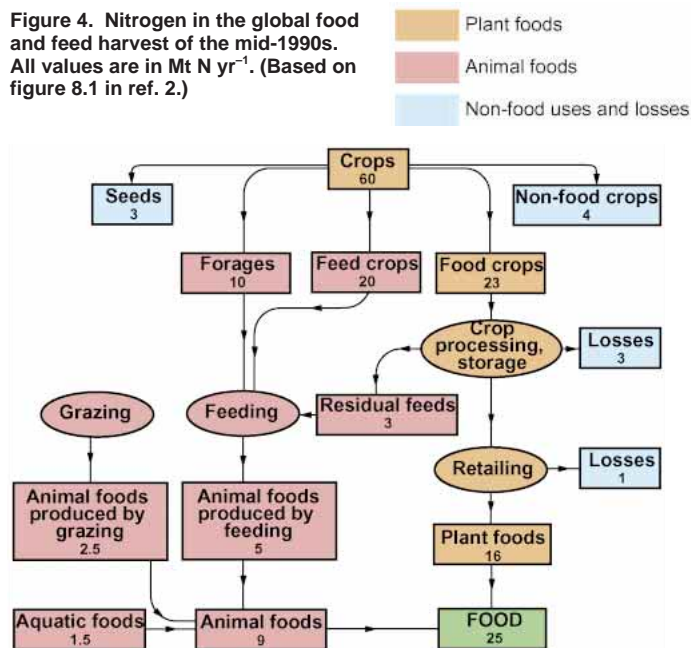 Figure 4. Nitrogen in the global food
and feed harvest of the mid-1990s.
All values are in Mt N yr⁻¹. (Based on
figure 8.1 in ref. 2.)
Plant foods
Animal foods
Non-food uses and losses
Crops
60
Seeds
3
Non-food crops
4
Forages
10
Feed crops
20
Food crops
23
Crop
processing,
storage
Losses
3
Grazing
Feeding
Residual feeds
3
Retailing
Losses
1
Animal foods
produced by
grazing
2.5
Animal foods
produced by
feeding
5
Plant foods
16
Aquatic foods
1.5
Animal foods
9
FOOD
25